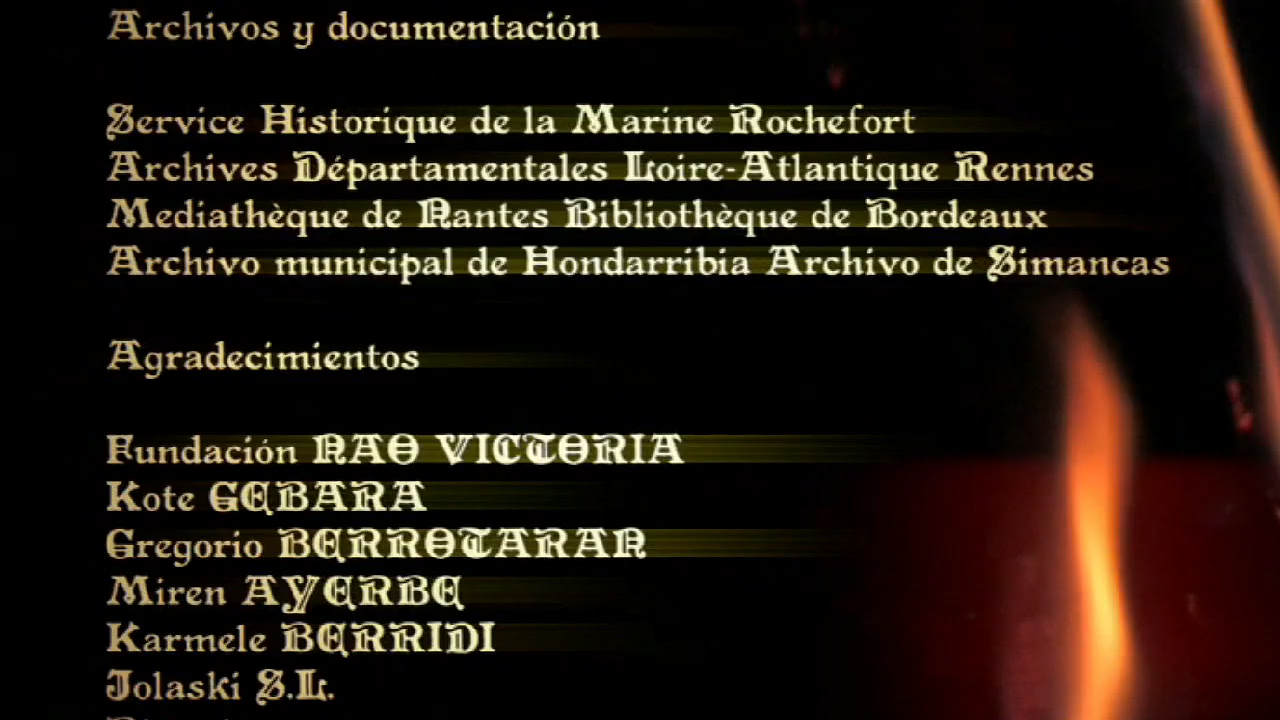 Archivos y documentación
Service Historique de la Marine Rochefort
Archives Départamentales Loire-Atlantique Rennes
Mediathèque de Nantes Bibliothèque de Bordeaux
Archivo municipal de Hondarribia Archivo de Simancas
Agradecimientos
Fundación NAO VICTORIA
Kote GEBARA
Gregorio BERROTARAN
Miren AYERBE
Karmele BERRIDI
Jolaski S.L.